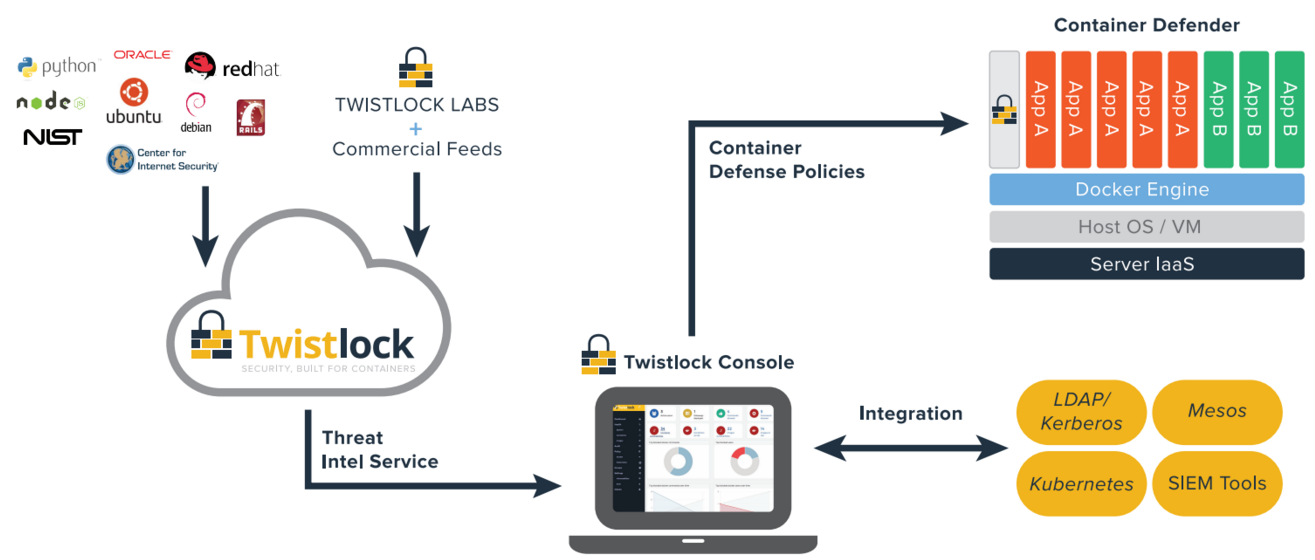 python
ORACLE
redhat.
node
JS
ubuntu
debian
RAILS
NIST
Center for
Internet Security
TWISTLOCK LABS
+
Commercial Feeds
Twistlock
SECURITY, BUILT FOR CONTAINERS
Threat
Intel Service
Twistlock Console
Container
Defense Policies
Container Defender
App A
App A
App A
App A
App A
App B
App B
App B
Docker Engine
Host OS / VM
Server IaaS
Integration
LDAP/
Kerberos
Mesos
Kubernetes
SIEM Tools